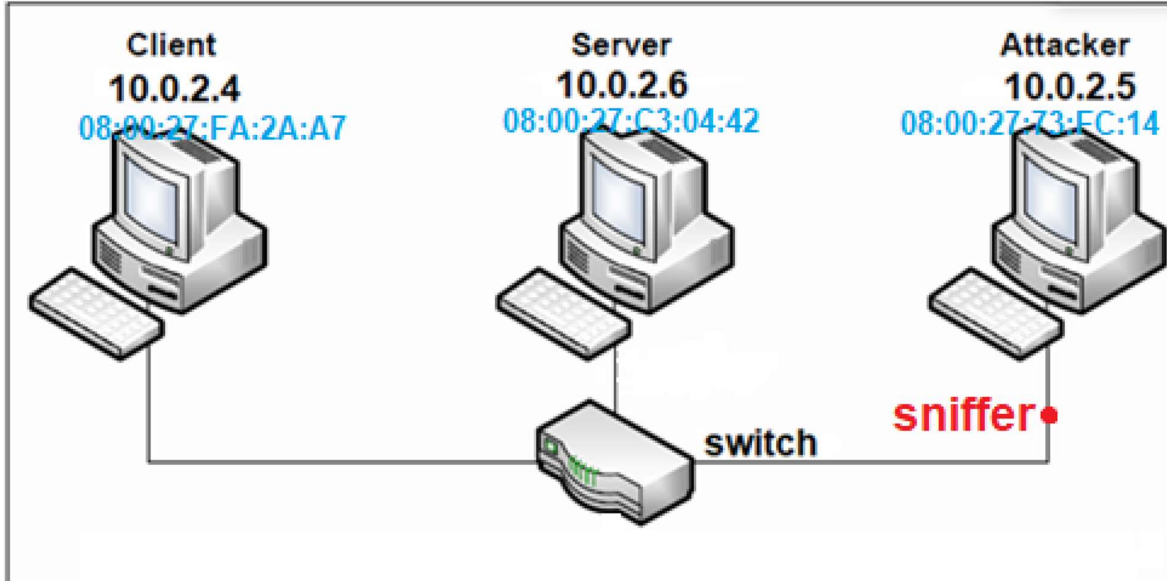 Client
10.0.2.4
08:00:27:FA:2A:A7
Server
10.0.2.6
08:00:27:C3:04:42
Attacker
10.0.2.5
08:00:27:73:FC:14
sniffer
switch